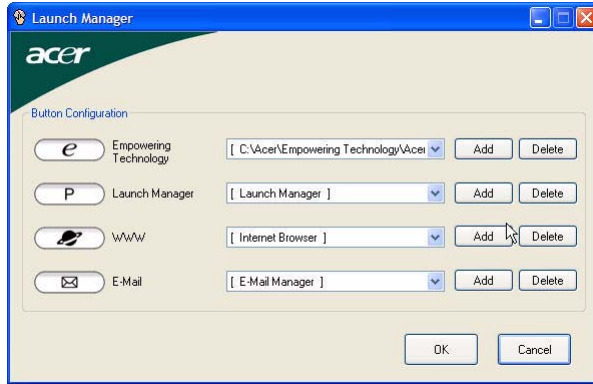 Launch Manager
acer
Button Configuration
e Empowering Technology [ C:\Acer\Empowering Technology\Acer Add Delete
P Launch Manager [ Launch Manager ] Add Delete
WWW [ Internet Browser ] Add Delete
E-Mail [ E-Mail Manager ] Add Delete
OK Cancel